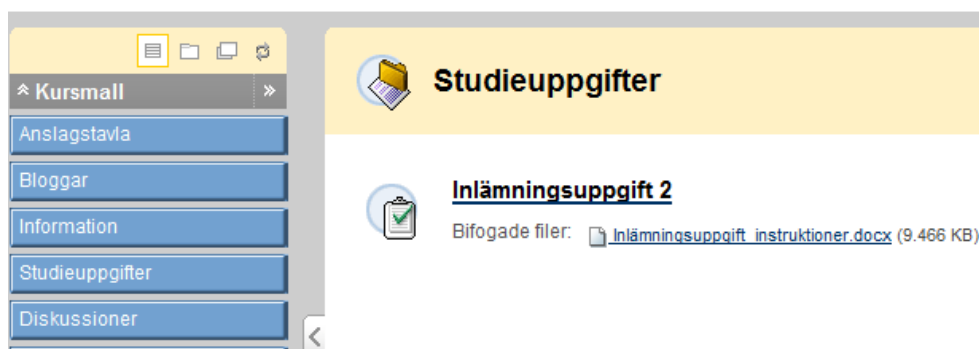 Kursmall
Anslagstavla
Bloggar
Information
Studieuppgifter
Diskussioner
Studieuppgifter
Inlämningsuppgift 2
Bifogade filer: Inlämningsuppgift_instruktioner.docx (9.466 KB)